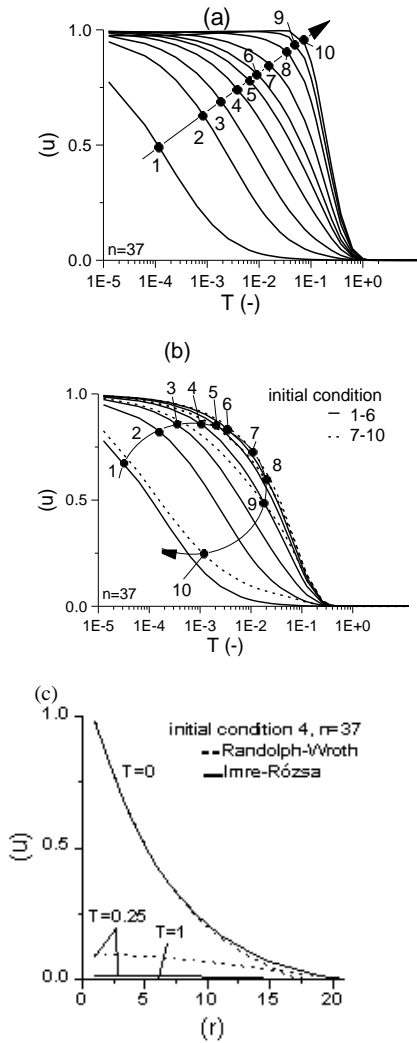 (a)
1.0
0.5
0.0
(u)
1 2 3 4 5 6 7 8 9 10
n=37
1E-5 1E-4 1E-3 1E-2 1E-1 1E+0
T (-)
(b)
1.0
0.5
0.0
(u)
1 2 3 4 5 6 7 8 9 10
initial condition
1-6
7-10
n=37
1E-5 1E-4 1E-3 1E-2 1E-1 1E+0
T (-)
(c)
1.0
0.5
0.0
(u)
initial condition 4, n=37
Randolph-Wroth
Imre-Rózsa
T=0
T=0.25
T=1
0 5 10 15 20
(r)